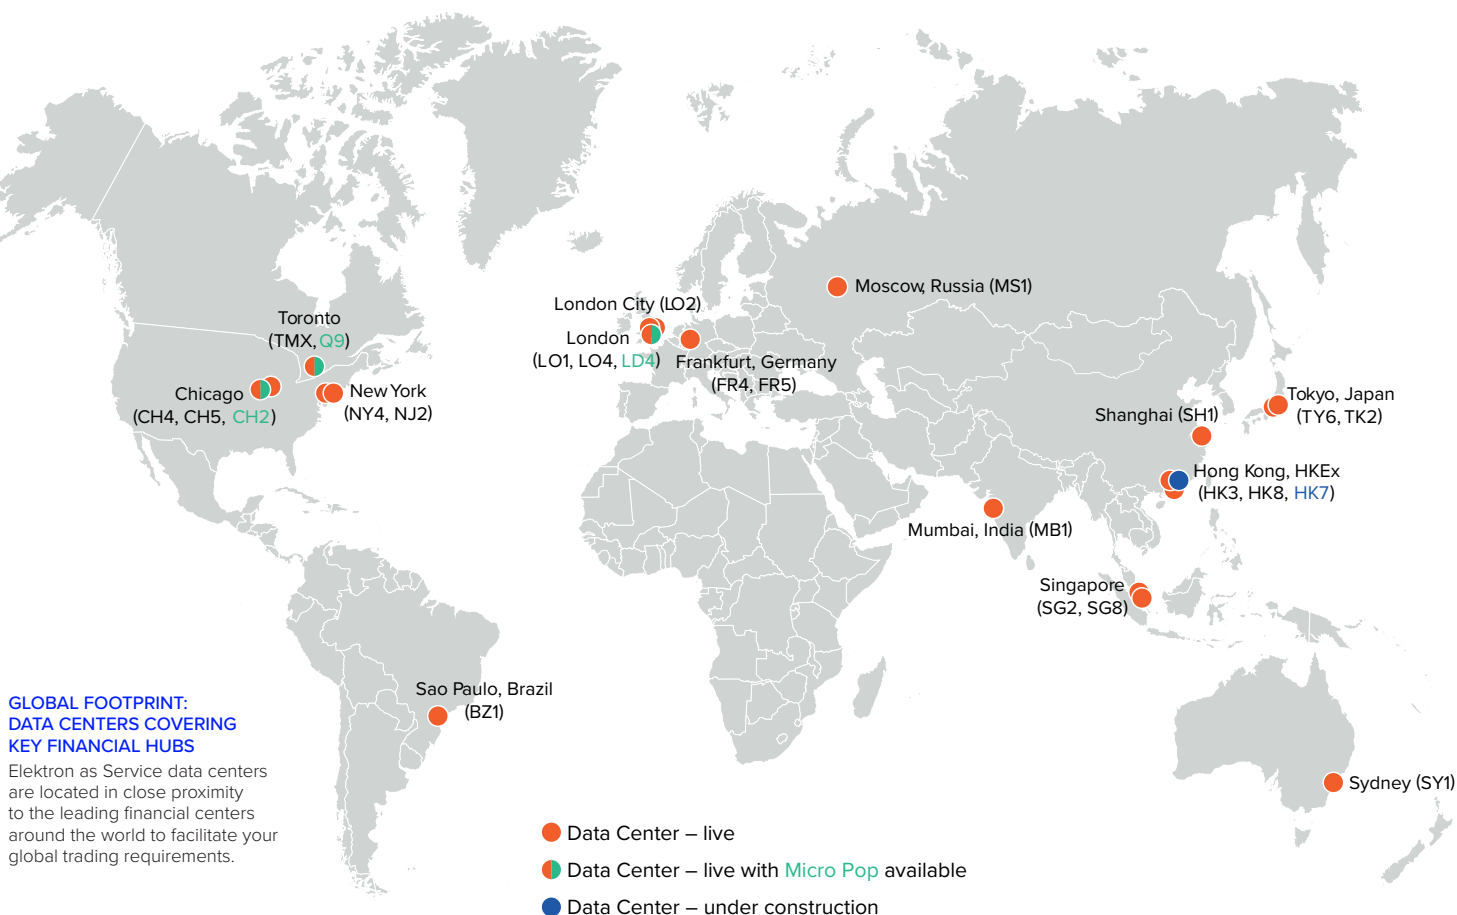 London City (LO2)
London
(LO1, LO4, LD4)
Moscow, Russia (MS1)
Toronto
(TMX, Q9)
Frankfurt, Germany
(FR4, FR5)
Chicago
(CH4, CH5, CH2)
New York
(NY4, NJ2)
Tokyo, Japan
(TY6, TK2)
Shanghai (SH1)
Hong Kong, HKEx
(HK3, HK8, HK7)
Mumbai, India (MB1)
Singapore
(SG2, SG8)
Sao Paulo, Brazil
(BZ1)
Sydney (SY1)
GLOBAL FOOTPRINT:
DATA CENTERS COVERING
KEY FINANCIAL HUBS
Elektron as Service data centers
are located in close proximity
to the leading financial centers
around the world to facilitate your
global trading requirements.
Data Center – live
Data Center – live with Micro Pop available
Data Center – under construction